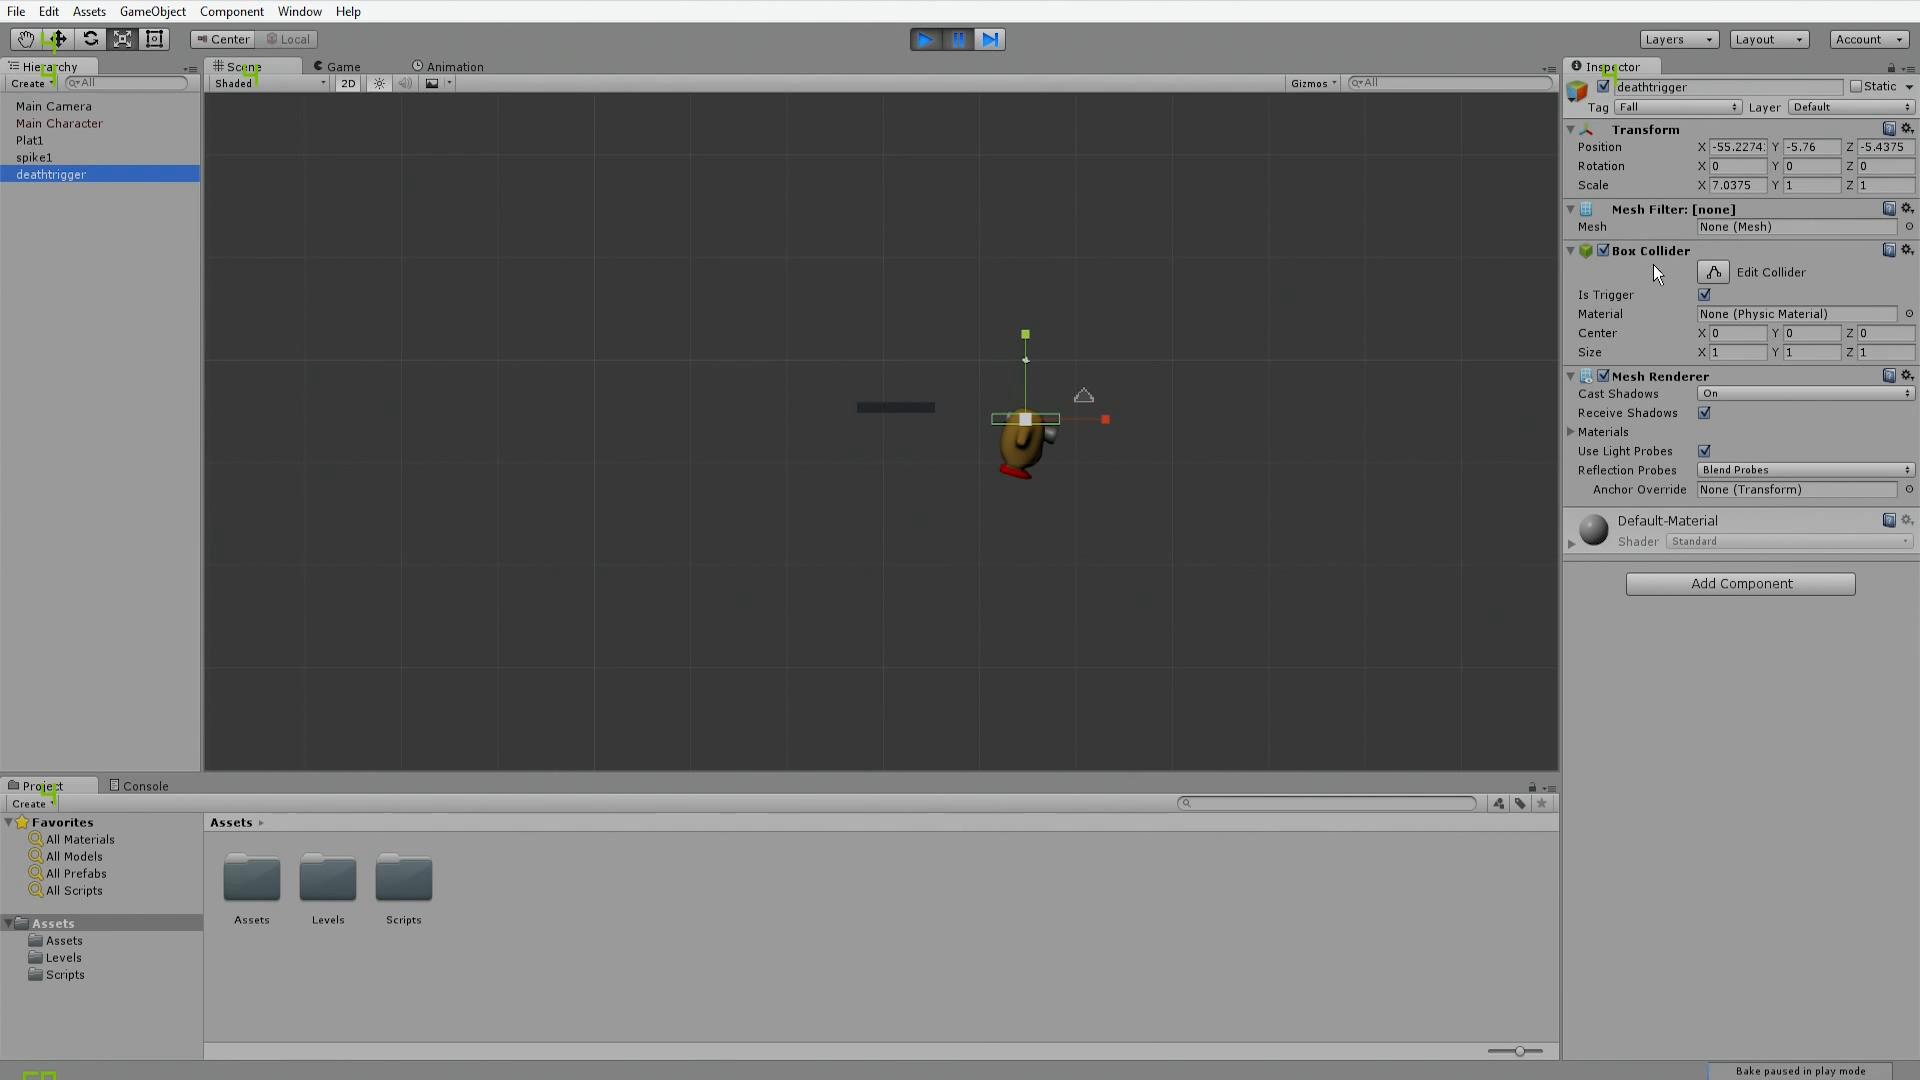 File Edit Assets GameObject Component Window Help
Center Local
Layers Layout Account
Hierarchy
Create All
Main Camera
Main Character
Plat1
spike1
deathtrigger
Scene Game Animation
Shaded 2D Gizmos All
Inspector
deathtrigger Static
Tag Fall Layer Default
Transform
Position X -55.2274 Y -5.76 Z -5.4375
Rotation X 0 Y 0 Z 0
Scale X 7.0375 Y 1 Z 1
Mesh Filter: [none]
Mesh None (Mesh)
Box Collider
Edit Collider
Is Trigger
Material None (Physic Material)
Center X 0 Y 0 Z 0
Size X 1 Y 1 Z 1
Mesh Renderer
Cast Shadows On
Receive Shadows
Materials
Use Light Probes
Reflection Probes Blend Probes
Anchor Override None (Transform)
Default-Material
Shader Standard
Add Component
Project Console
Create
Favorites
All Materials
All Models
All Prefabs
All Scripts
Assets
Assets
Levels
Scripts
Assets
Assets Levels Scripts
Bake paused in play mode
4
4
4
4
4